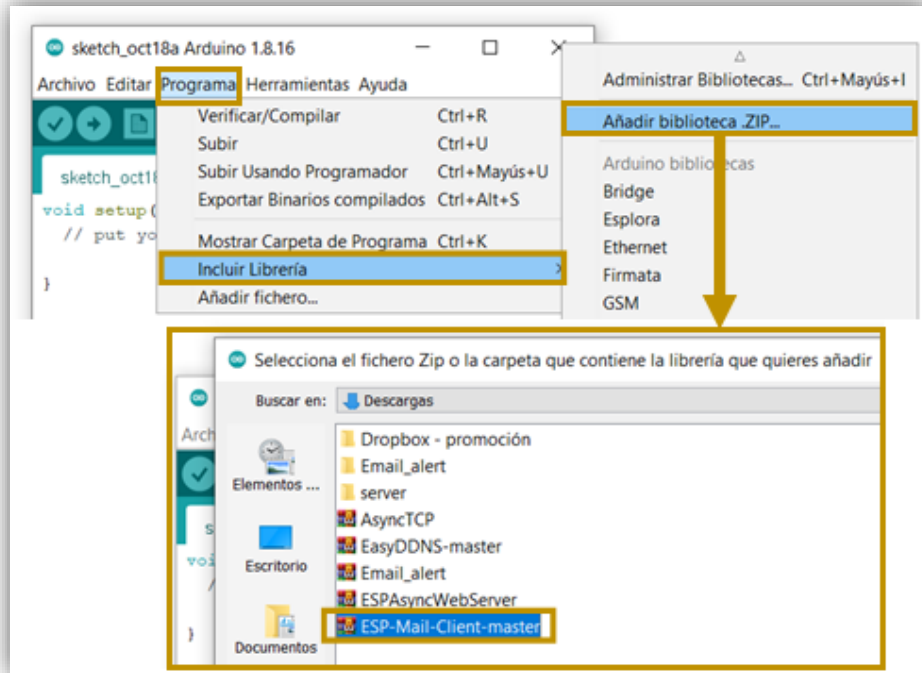 sketch_oct18a Arduino 1.8.16
Archivo Editar Programa Herramientas Ayuda
Verificar/Compilar Ctrl+R
Subir Ctrl+U
Subir Usando Programador Ctrl+Mayús+U
Exportar Binarios compilados Ctrl+Alt+S
Mostrar Carpeta de Programa Ctrl+K
Incluir Librería
Añadir fichero...
sketch_oct18
void setup(
// put yo
}
Administrar Bibliotecas... Ctrl+Mayús+I
Añadir biblioteca .ZIP...
Arduino bibliotecas
Bridge
Esplora
Ethernet
Firmata
GSM
Selecciona el fichero Zip o la carpeta que contiene la librería que quieres añadir
Buscar en: Descargas
Arch
s
voi
/
}
Elementos ...
Escritorio
Documentos
Dropbox - promoción
Email_alert
server
AsyncTCP
EasyDDNS-master
Email_alert
ESPAsyncWebServer
ESP-Mail-Client-master